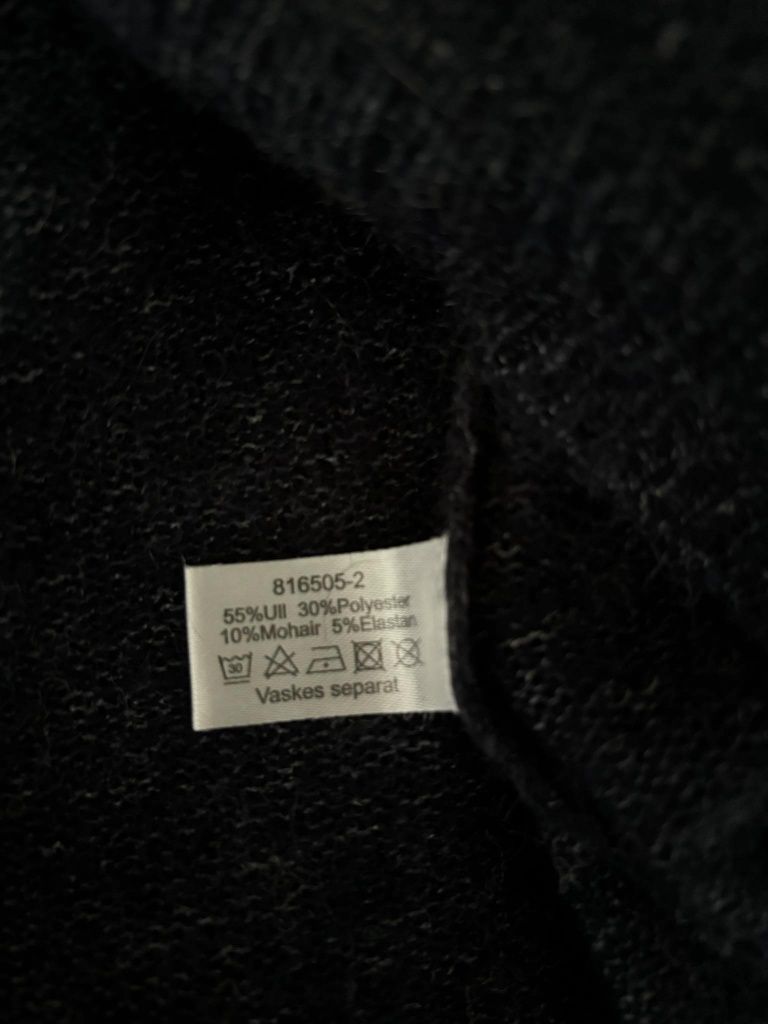 816505-2
55%Ull 30%Polyester
10%Mohair 5%Elastan
30
Vaskes separat